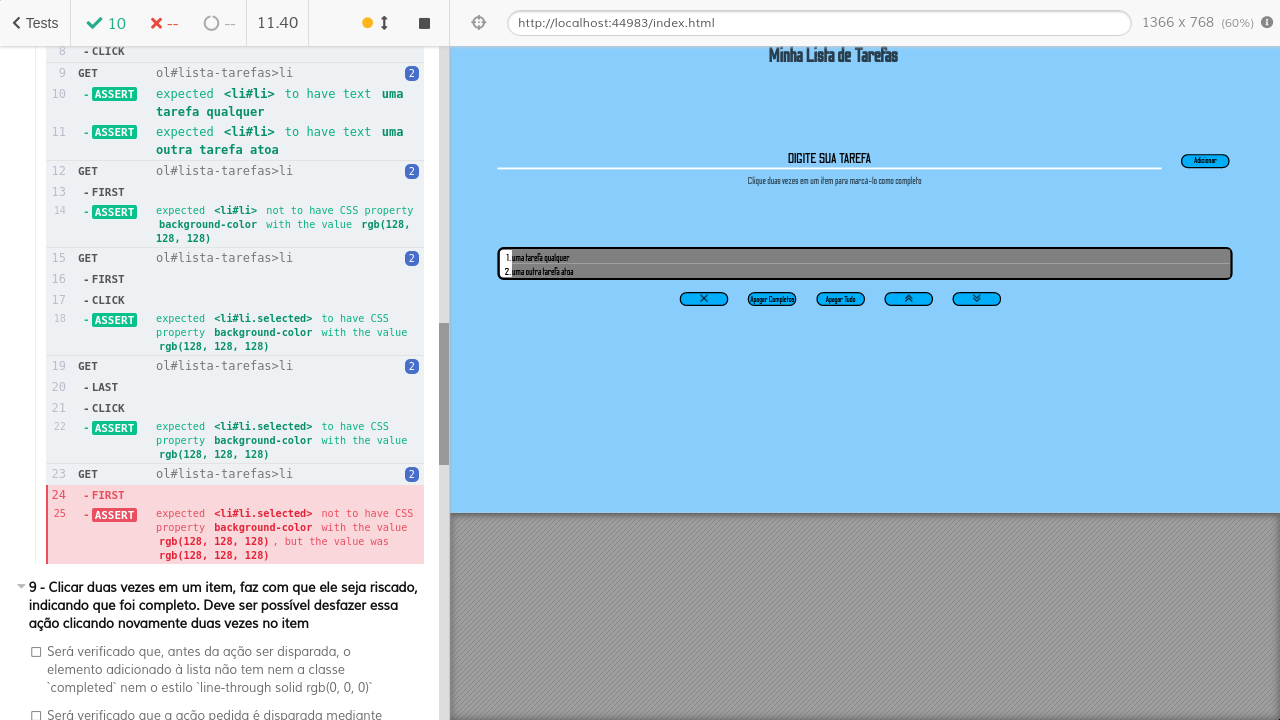 Tests
10
--
--
11.40
http://localhost:44983/index.html
1366 x 768 (60%)
8 - CLICK
9 GET ol#lista-tarefas>li 2
10 - ASSERT expected <li#li> to have text uma
tarefa qualquer
11 - ASSERT expected <li#li> to have text uma
outra tarefa atoa
12 GET ol#lista-tarefas>li 2
13 - FIRST
14 - ASSERT expected <li#li> not to have CSS property
background-color with the value rgb(128,
128, 128)
15 GET ol#lista-tarefas>li 2
16 - FIRST
17 - CLICK
18 - ASSERT expected <li#li.selected> to have CSS
property background-color with the value
rgb(128, 128, 128)
19 GET ol#lista-tarefas>li 2
20 - LAST
21 - CLICK
22 - ASSERT expected <li#li.selected> to have CSS
property background-color with the value
rgb(128, 128, 128)
23 GET ol#lista-tarefas>li 2
24 - FIRST
25 - ASSERT expected <li#li.selected> not to have CSS
property background-color with the value
rgb(128, 128, 128), but the value was
rgb(128, 128, 128)
9 - Clicar duas vezes em um item, faz com que ele seja riscado,
indicando que foi completo. Deve ser possível desfazer essa
ação clicando novamente duas vezes no item
Será verificado que, antes da ação ser disparada, o
elemento adicionado à lista não tem nem a classe
`completed` nem o estilo `line-through solid rgb(0, 0, 0)`
Será verificado que a ação pedida é disparada mediante
Minha Lista de Tarefas
DIGITE SUA TAREFA
Adicionar
Clique duas vezes em um item para marcá-lo como completo
1. uma tarefa qualquer
2. uma outra tarefa atoa
Apagar Completos
Apagar Tudo